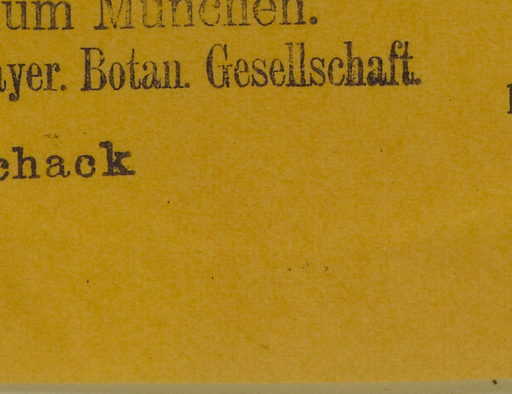 um München.
ayer. Botan. Gesellschaft.
chack